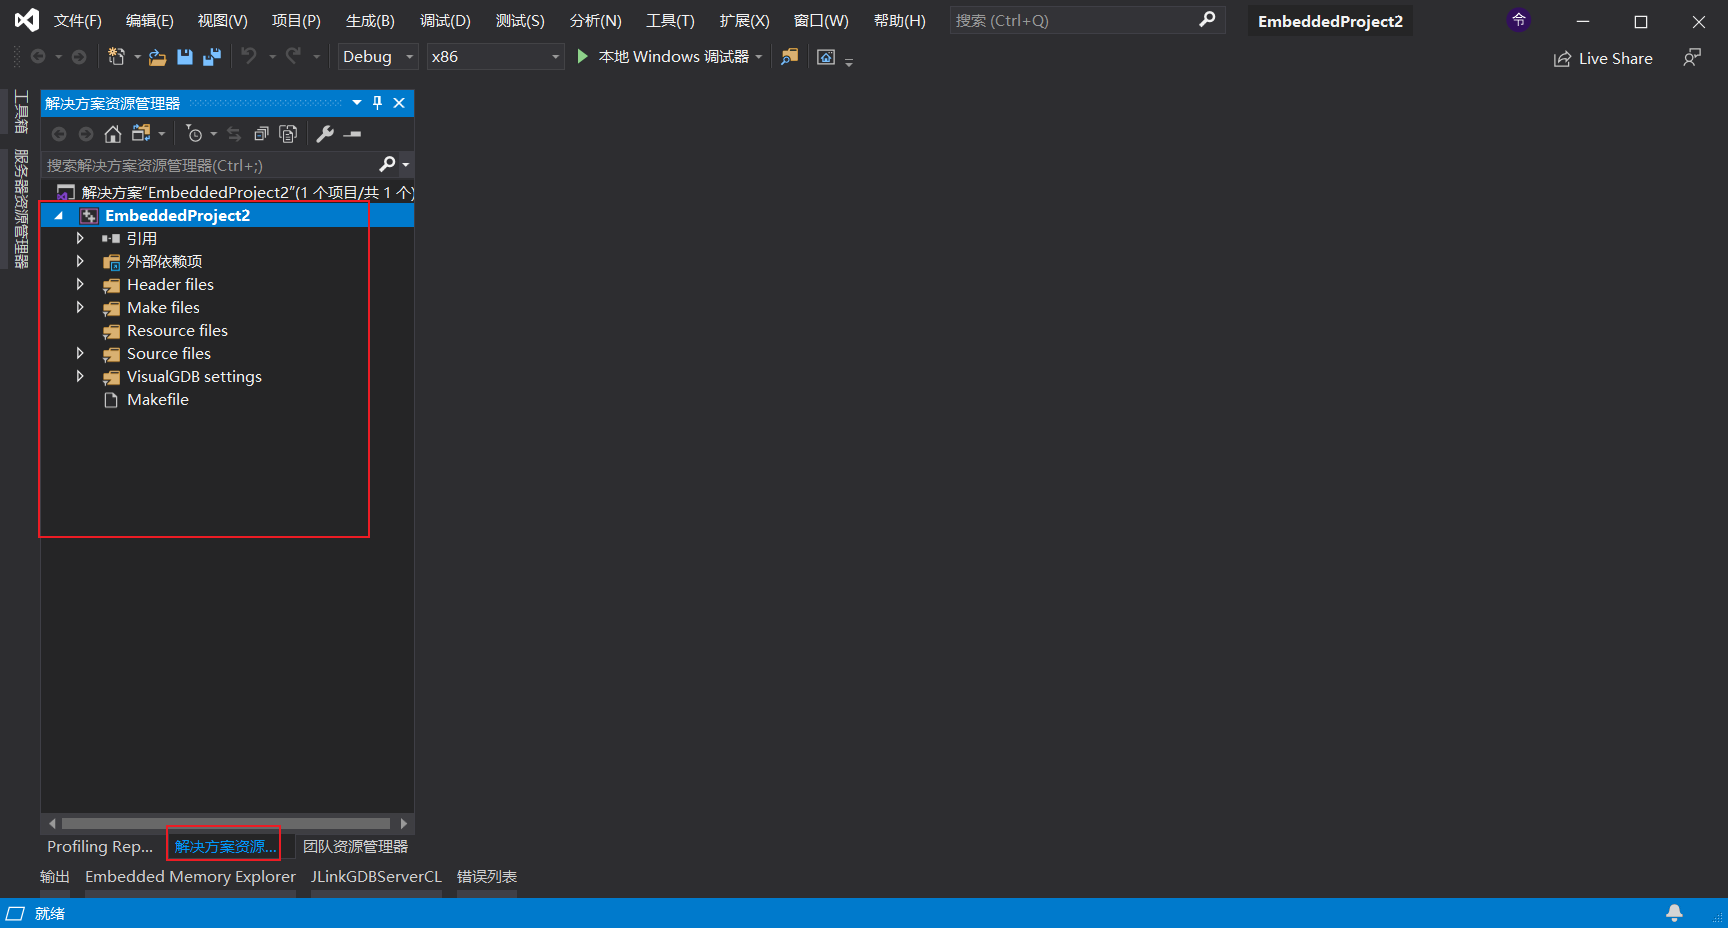 文件(F) 编辑(E) 视图(V) 项目(P) 生成(B) 调试(D) 测试(S) 分析(N) 工具(T) 扩展(X) 窗口(W) 帮助(H) 搜索 (Ctrl+Q) EmbeddedProject2 令
Debug x86 本地 Windows 调试器 Live Share
工具箱
服务器资源管理器
解决方案资源管理器
搜索解决方案资源管理器(Ctrl+;)
解决方案“EmbeddedProject2”(1 个项目/共 1 个)
EmbeddedProject2
引用
外部依赖项
Header files
Make files
Resource files
Source files
VisualGDB settings
Makefile
Profiling Rep... 解决方案资源... 团队资源管理器
输出 Embedded Memory Explorer JLinkGDBServerCL 错误列表
就绪